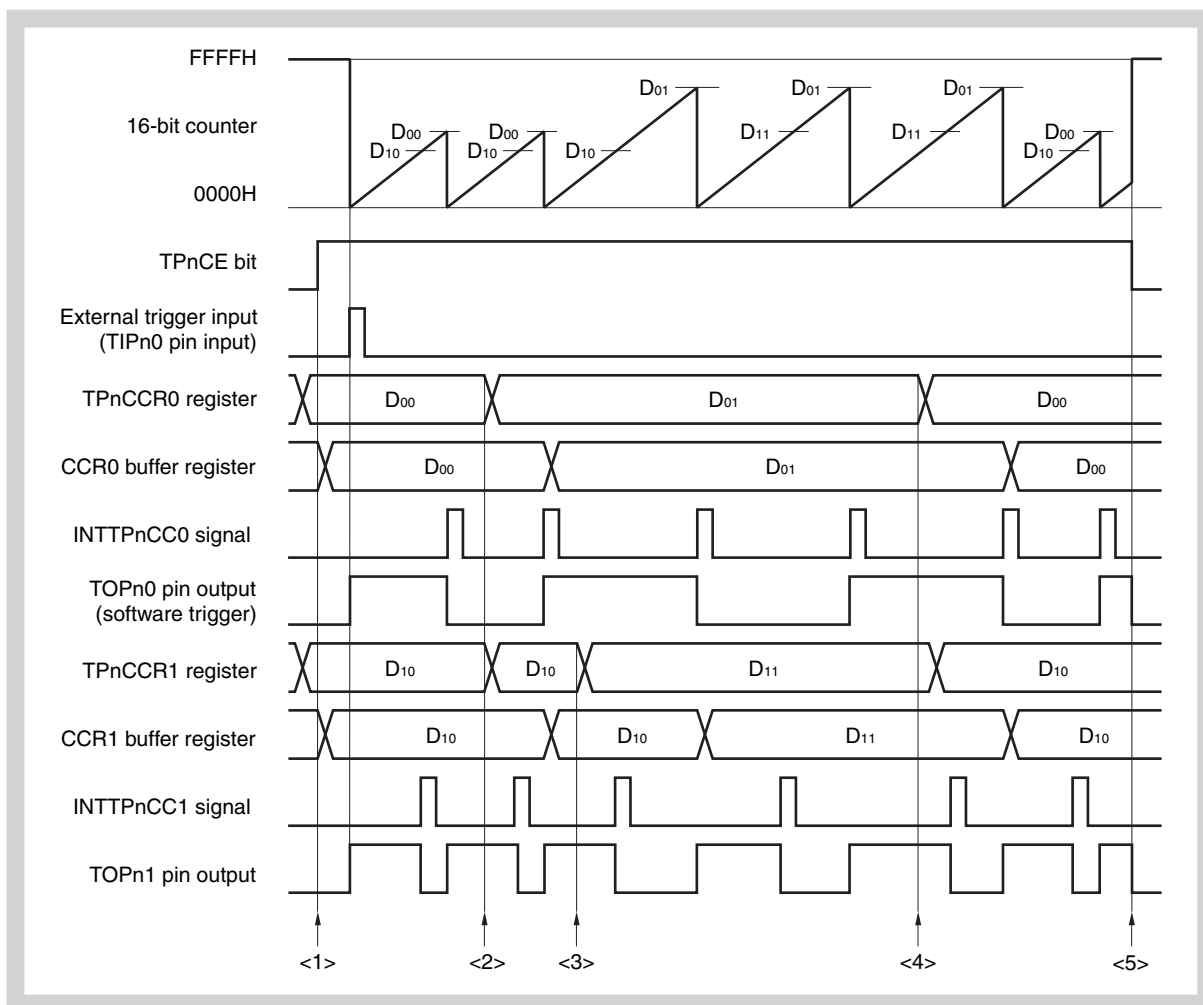 FFFFH
D01 D01 D01
16-bit counter
D00 D00 D11 D11 D00
D10 D10 D10 D10
0000H
TPnCE bit
External trigger input
(TIPn0 pin input)
TPnCCR0 register D00 D01 D00
CCR0 buffer register D00 D01 D00
INTTPnCC0 signal
TOPn0 pin output
(software trigger)
TPnCCR1 register D10 D10 D11 D10
CCR1 buffer register D10 D10 D11 D10
INTTPnCC1 signal
TOPn1 pin output
<1> <2> <3> <4> <5>